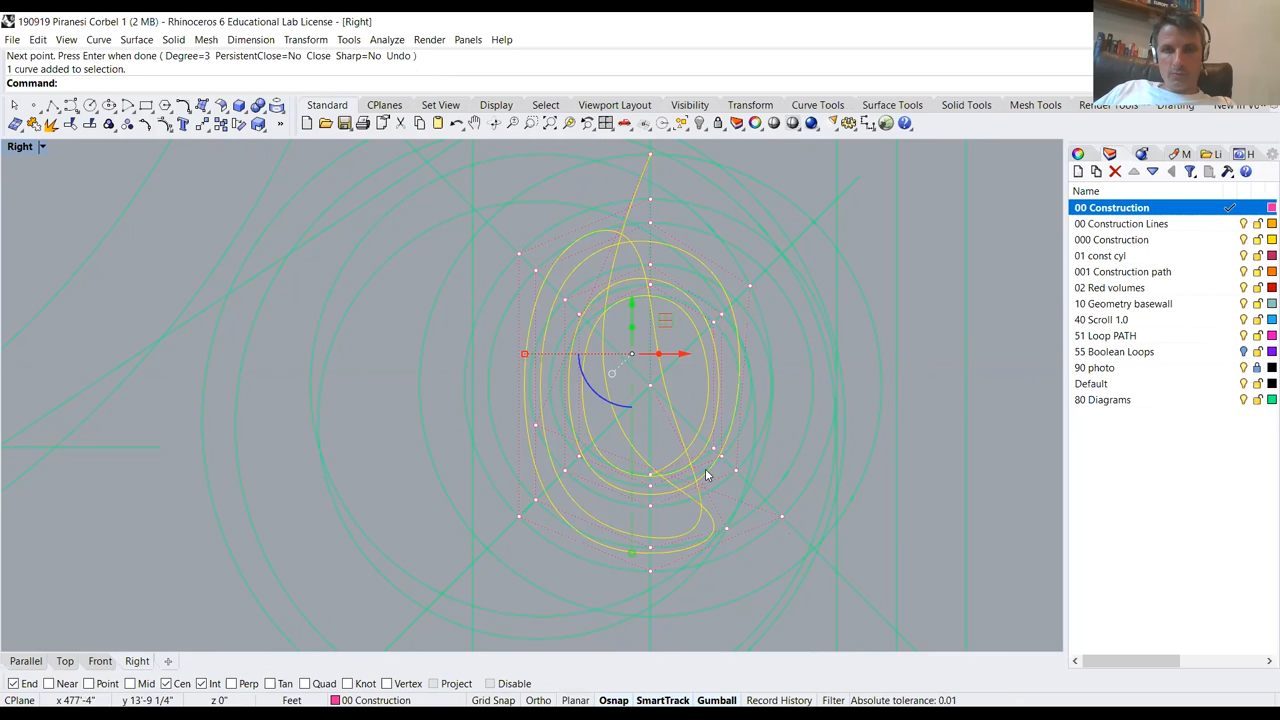 190919 Piranesi Corbel 1 (2 MB) - Rhinoceros 6 Educational Lab License - [Right]
File Edit View Curve Surface Solid Mesh Dimension Transform Tools Analyze Render Panels Help
Next point. Press Enter when done ( Degree=3 PersistentClose=No Close Sharp=No Undo )
1 curve added to selection.
Command:
Standard CPlanes Set View Display Select Viewport Layout Visibility Transform Curve Tools Surface Tools Solid Tools Mesh Tools
Right
M Li H
Name
00 Construction
00 Construction Lines
000 Construction
01 const cyl
001 Construction path
02 Red volumes
10 Geometry basewall
40 Scroll 1.0
51 Loop PATH
55 Boolean Loops
90 photo
Default
80 Diagrams
Parallel Top Front Right
End Near Point Mid Cen Int Perp Tan Quad Knot Vertex Project Disable
CPlane x 477'-4" y 13'-9 1/4" z 0" Feet 00 Construction Grid Snap Ortho Planar Osnap SmartTrack Gumball Record History Filter Absolute tolerance: 0.01